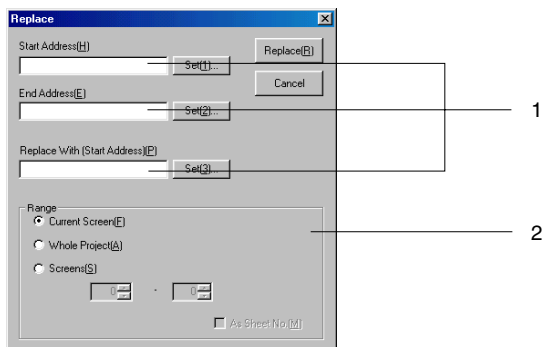 Replace
Start Address(H)
Set(1)...
Replace(R)
Cancel
End Address(E)
Set(2)...
1
Replace With (Start Address)(P)
Set(3)...
Range
Current Screen(F)
2
Whole Project(A)
Screens(S)
0 - 0
As Sheet No.(M)